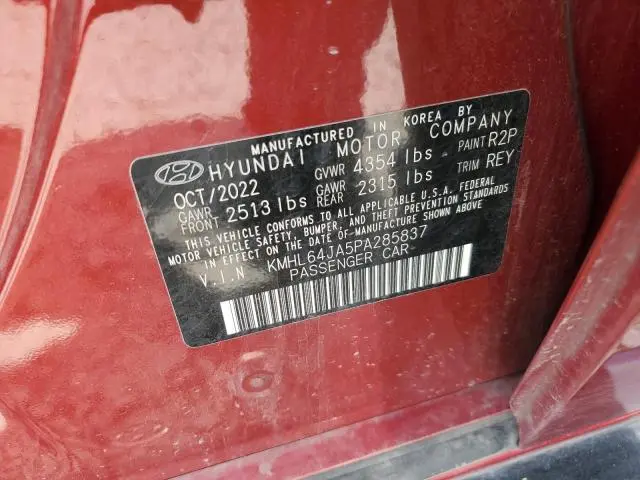 MANUFACTURED IN KOREA BY
HYUNDAI MOTOR COMPANY
OCT/2022 GVWR 4354 lbs PAINT R2P
GAWR FRONT 2513 lbs GAWR REAR 2315 lbs TRIM REY
THIS VEHICLE CONFORMS TO ALL APPLICABLE U.S.A. FEDERAL
MOTOR VEHICLE SAFETY, BUMPER, AND THEFT PREVENTION STANDARDS
IN EFFECT ON THE DATE OF MANUFACTURE SHOWN ABOVE.
V.I.N KMHL64JA5PA285837
PASSENGER CAR